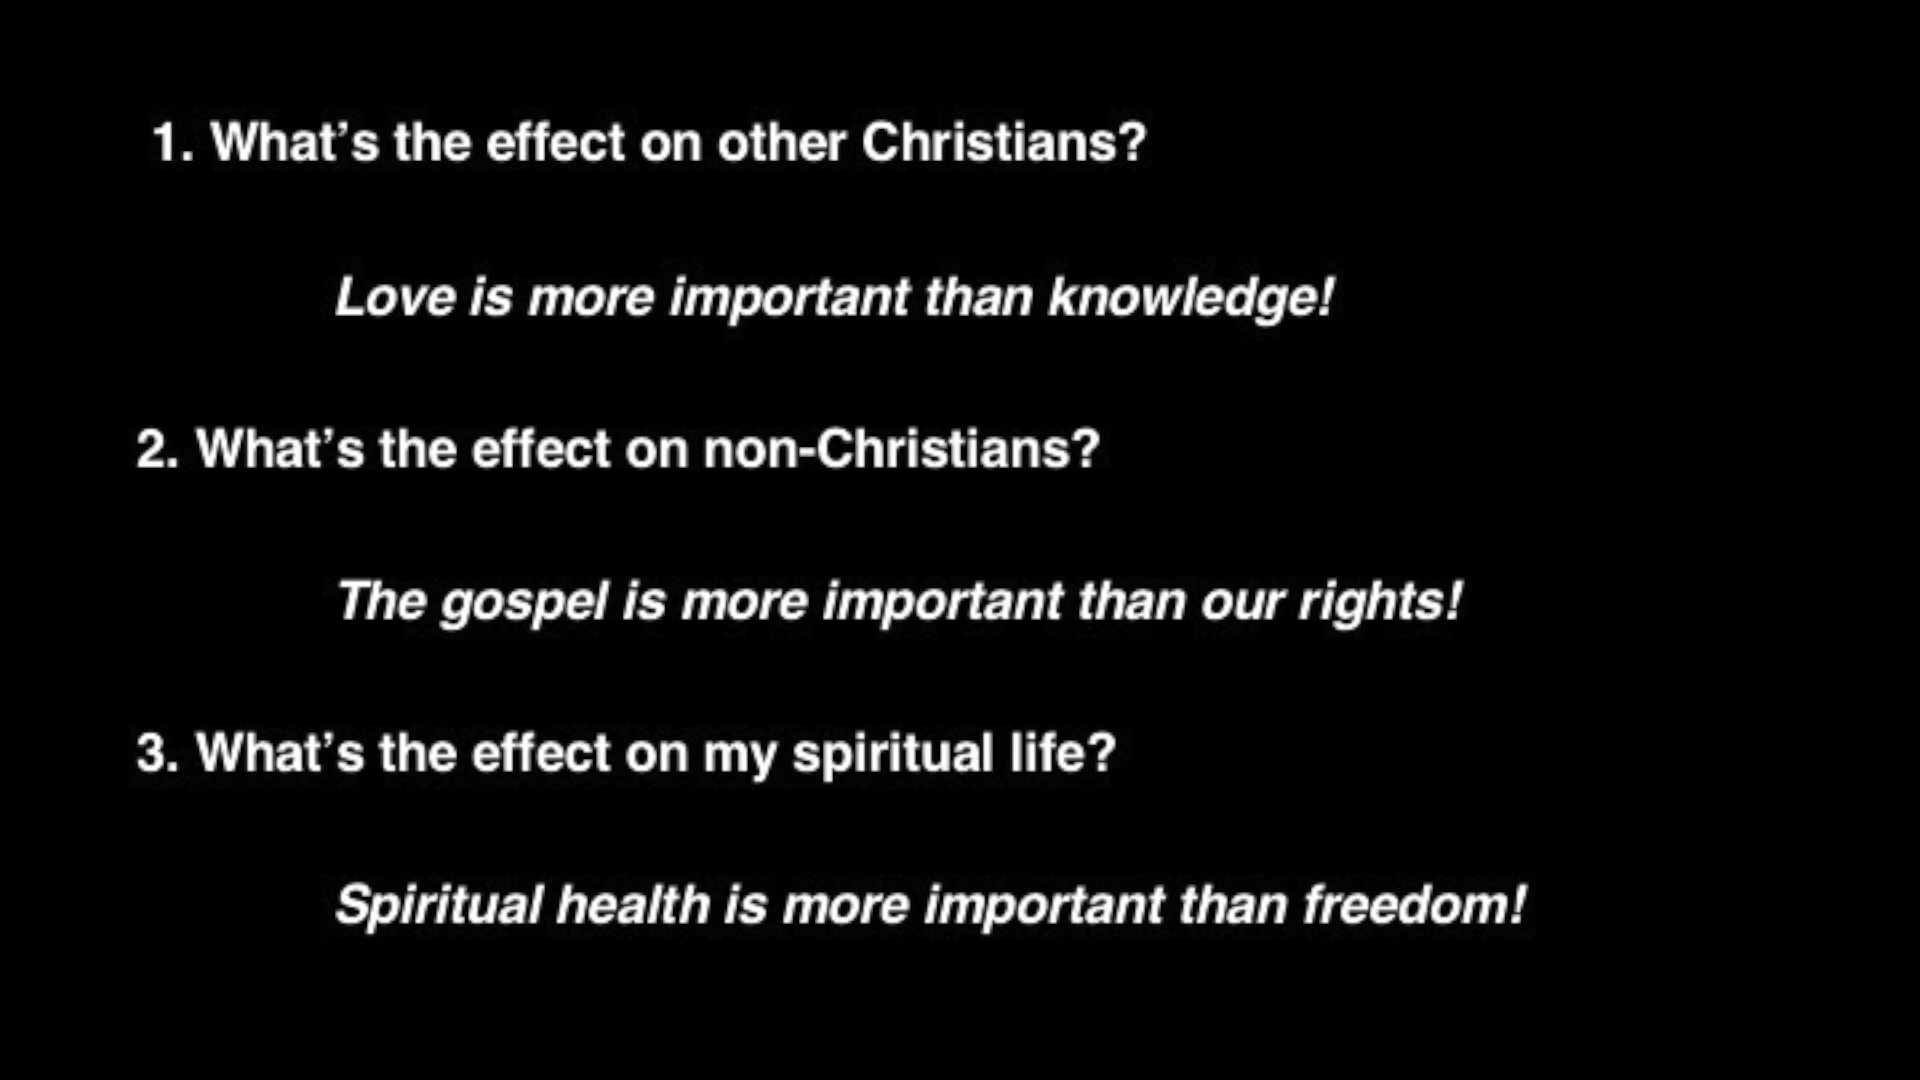 1. What’s the effect on other Christians?
Love is more important than knowledge!
2. What’s the effect on non-Christians?
The gospel is more important than our rights!
3. What’s the effect on my spiritual life?
Spiritual health is more important than freedom!